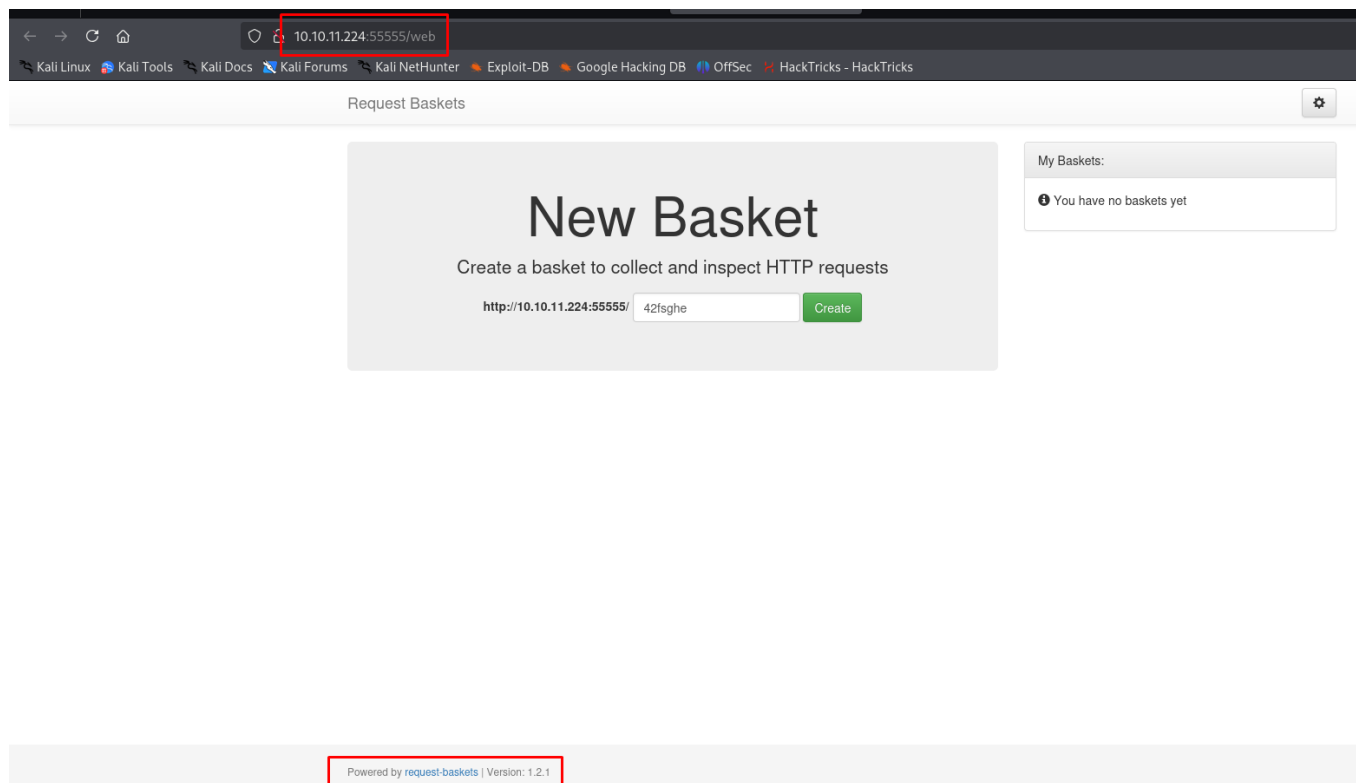 10.10.11.224:55555/web
Kali Linux Kali Tools Kali Docs Kali Forums Kali NetHunter Exploit-DB Google Hacking DB OffSec HackTricks - HackTricks
Request Baskets
New Basket
Create a basket to collect and inspect HTTP requests
http://10.10.11.224:55555/ 42fsghe Create
My Baskets:
You have no baskets yet
Powered by request-baskets | Version: 1.2.1